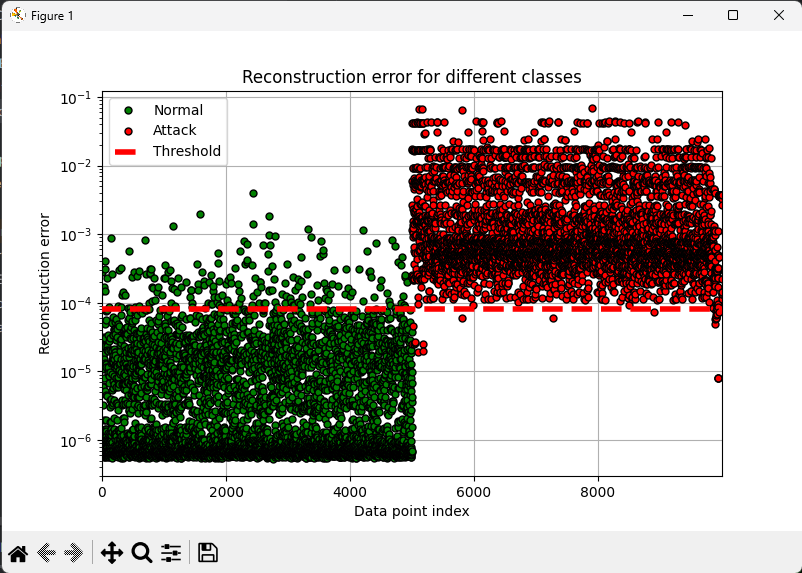 Figure 1
Reconstruction error for different classes
Normal
Attack
Threshold
10⁻¹
10⁻²
10⁻³
10⁻⁴
10⁻⁵
10⁻⁶
Reconstruction error
0 2000 4000 6000 8000
Data point index